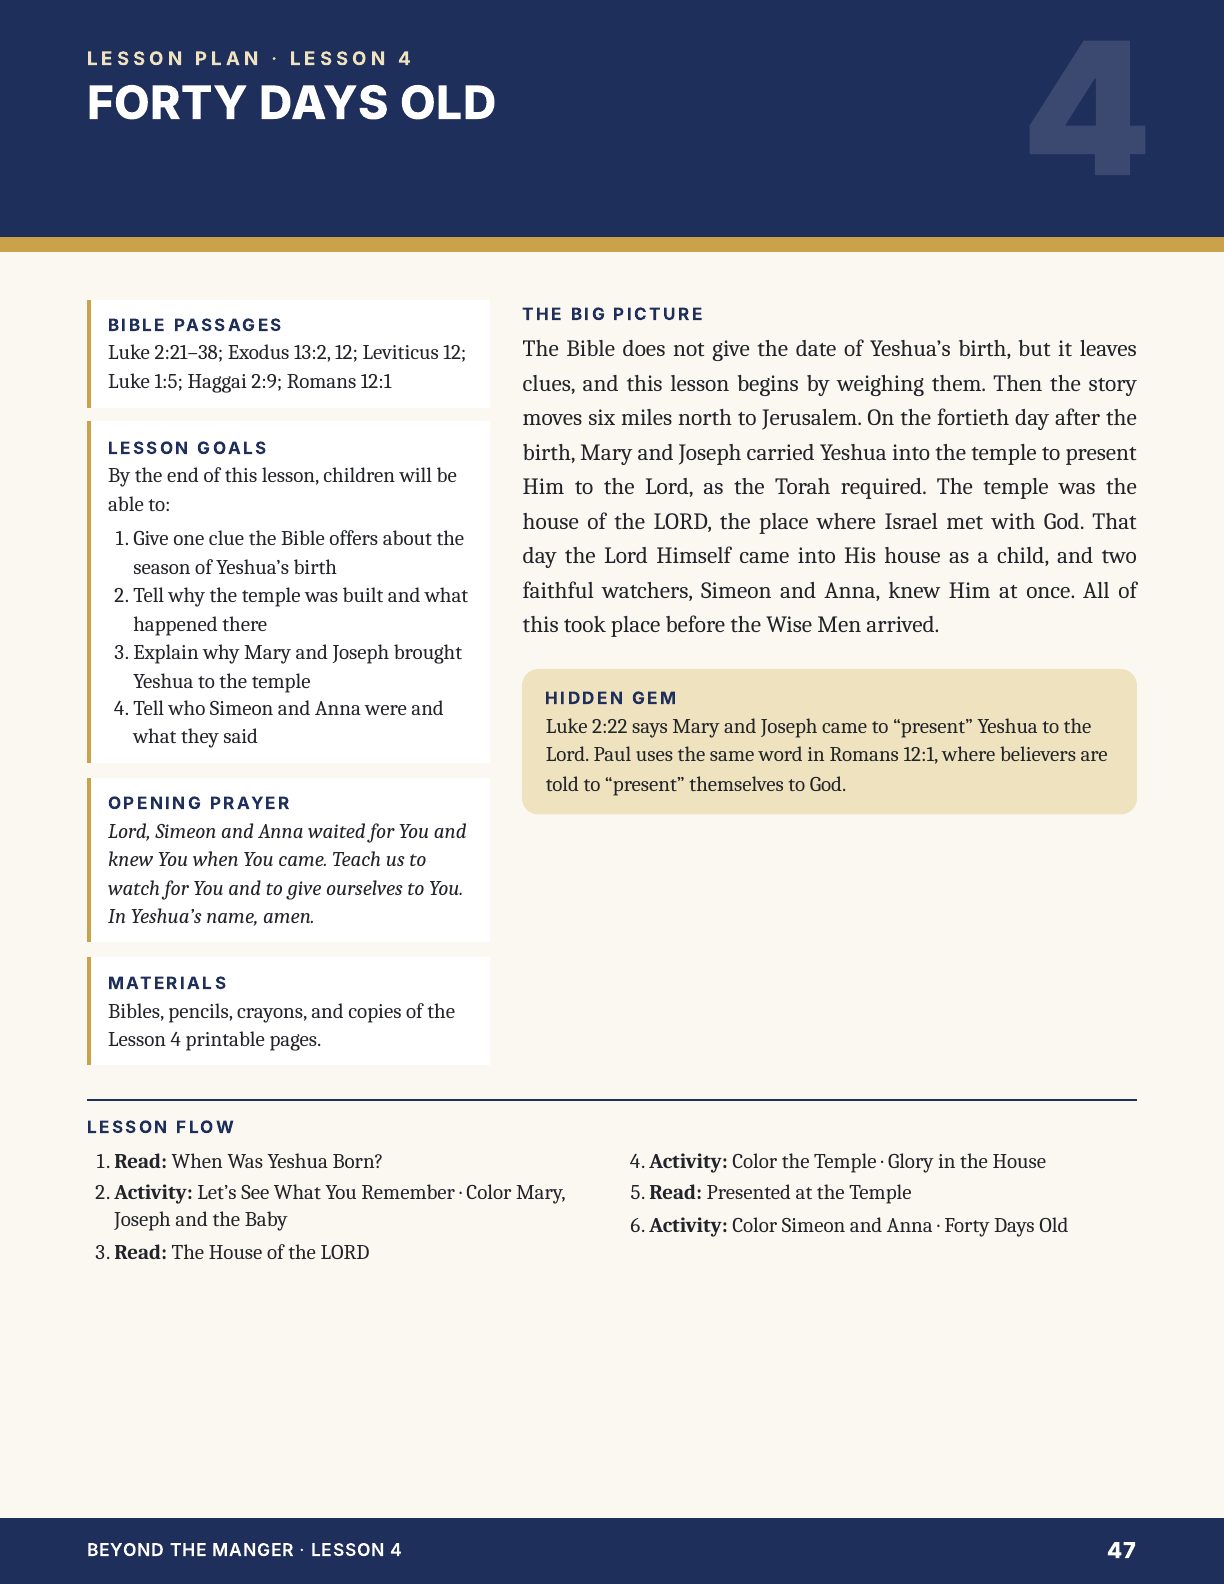 LESSON PLAN · LESSON 4
FORTY DAYS OLD
4
BIBLE PASSAGES
Luke 2:21–38; Exodus 13:2, 12; Leviticus 12;
Luke 1:5; Haggai 2:9; Romans 12:1
LESSON GOALS
By the end of this lesson, children will be
able to:
1. Give one clue the Bible offers about the
season of Yeshua’s birth
2. Tell why the temple was built and what
happened there
3. Explain why Mary and Joseph brought
Yeshua to the temple
4. Tell who Simeon and Anna were and
what they said
OPENING PRAYER
Lord, Simeon and Anna waited for You and
knew You when You came. Teach us to
watch for You and to give ourselves to You.
In Yeshua’s name, amen.
MATERIALS
Bibles, pencils, crayons, and copies of the
Lesson 4 printable pages.
THE BIG PICTURE
The Bible does not give the date of Yeshua’s birth, but it leaves
clues, and this lesson begins by weighing them. Then the story
moves six miles north to Jerusalem. On the fortieth day after the
birth, Mary and Joseph carried Yeshua into the temple to present
Him to the Lord, as the Torah required. The temple was the
house of the LORD, the place where Israel met with God. That
day the Lord Himself came into His house as a child, and two
faithful watchers, Simeon and Anna, knew Him at once. All of
this took place before the Wise Men arrived.
HIDDEN GEM
Luke 2:22 says Mary and Joseph came to “present” Yeshua to the
Lord. Paul uses the same word in Romans 12:1, where believers are
told to “present” themselves to God.
LESSON FLOW
1. Read: When Was Yeshua Born?
2. Activity: Let’s See What You Remember · Color Mary,
Joseph and the Baby
3. Read: The House of the LORD
4. Activity: Color the Temple · Glory in the House
5. Read: Presented at the Temple
6. Activity: Color Simeon and Anna · Forty Days Old
BEYOND THE MANGER · LESSON 4
47